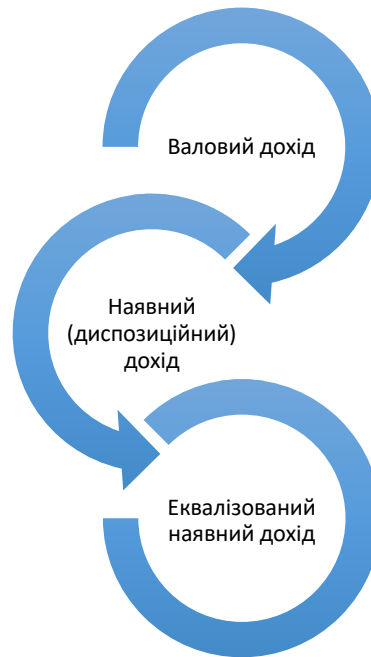 Валовий дохід
Наявний
(диспозиційний)
дохід
Еквалізований
наявний дохід